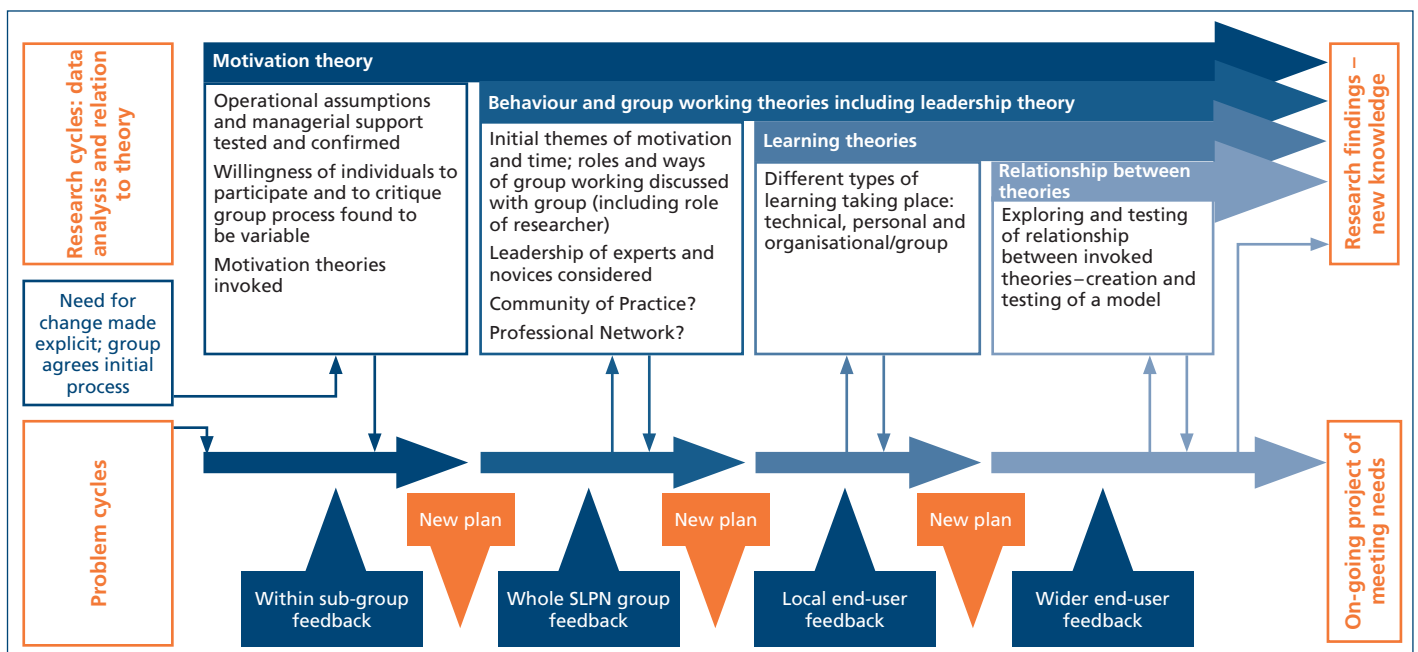 Research cycles: data
analysis and relation
to theory
Motivation theory
Operational assumptions
and managerial support
tested and confirmed
Willingness of individuals to
participate and to critique
group process found to
be variable
Motivation theories
invoked
Behaviour and group working theories including leadership theory
Initial themes of motivation
and time; roles and ways
of group working discussed
with group (including role
of researcher)
Leadership of experts and
novices considered
Community of Practice?
Professional Network?
Learning theories
Different types of
learning taking place:
technical, personal and
organisational/group
Relationship between
theories
Exploring and testing
of relationship
between invoked
theories–creation and
testing of a model
Research findings –
new knowledge
Need for
change made
explicit; group
agrees initial
process
Problem cycles
New plan
New plan
New plan
Within sub-group
feedback
Whole SLPN group
feedback
Local end-user
feedback
Wider end-user
feedback
On-going project of
meeting needs